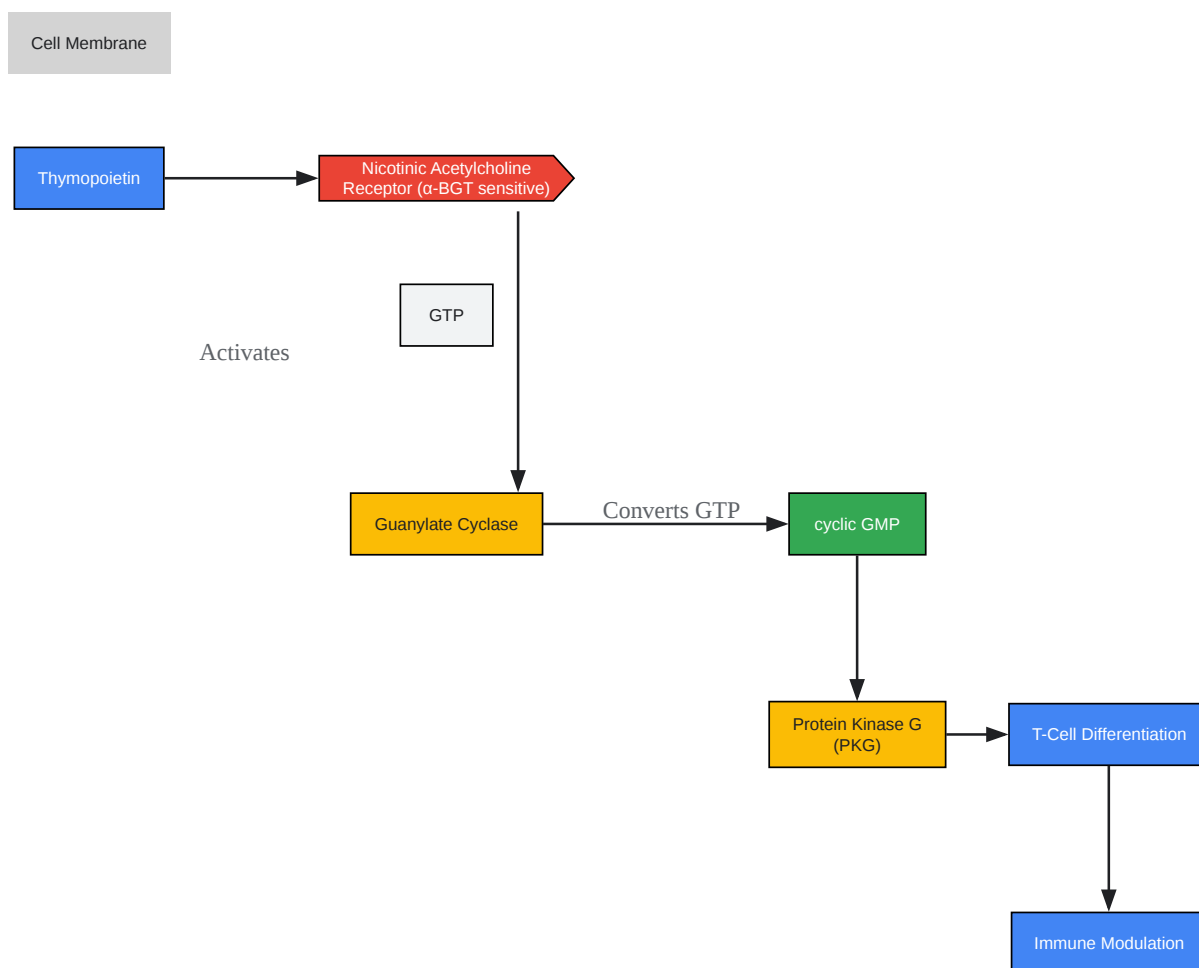 Cell Membrane
Thymopoietin
Nicotinic Acetylcholine
Receptor (α-BGT sensitive)
GTP
Activates
Guanylate Cyclase
Converts GTP
cyclic GMP
Protein Kinase G
(PKG)
T-Cell Differentiation
Immune Modulation